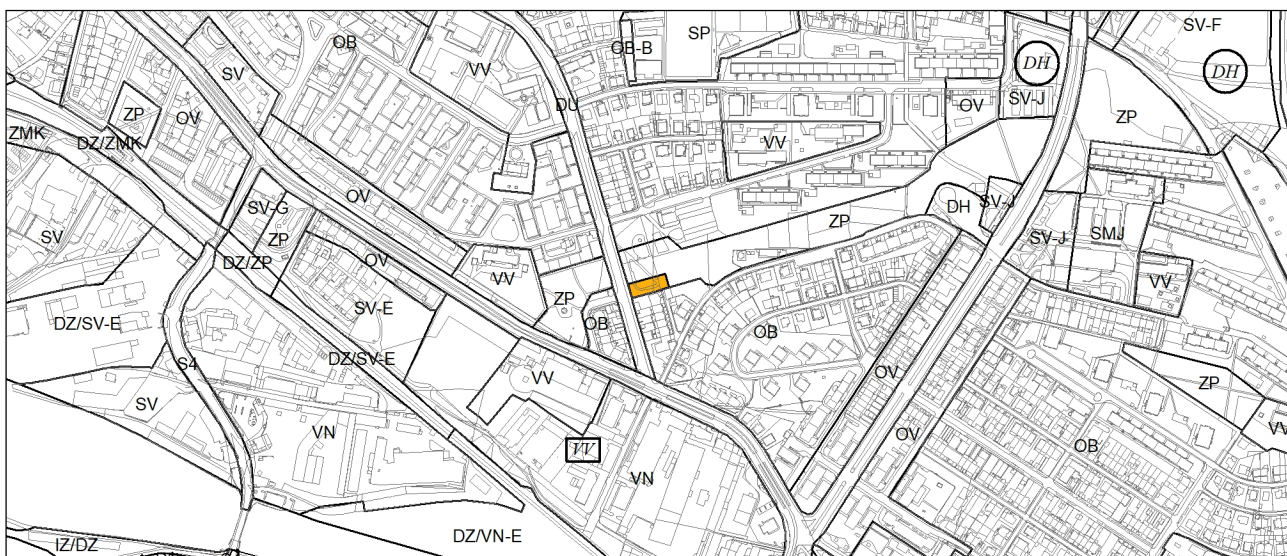 SV-F
SP
OB
OB-B
VV
DH
DH
SV
DU
SV-J
OV
ZP
ZP
OV
ZMK
DZ/ZMK
VV
OV
SV-G
DH
SV-J
SV
ZP
ZP
SV-J
SMJ
OV
DZ/ZP
VV
VV
ZP
SV-E
OB
OB
DZ/SV-E
DZ/SV-E
S4
VV
OV
ZP
SV
VV
VN
OV
OB
VV
VN
DZ/VN-E
IZ/DZ